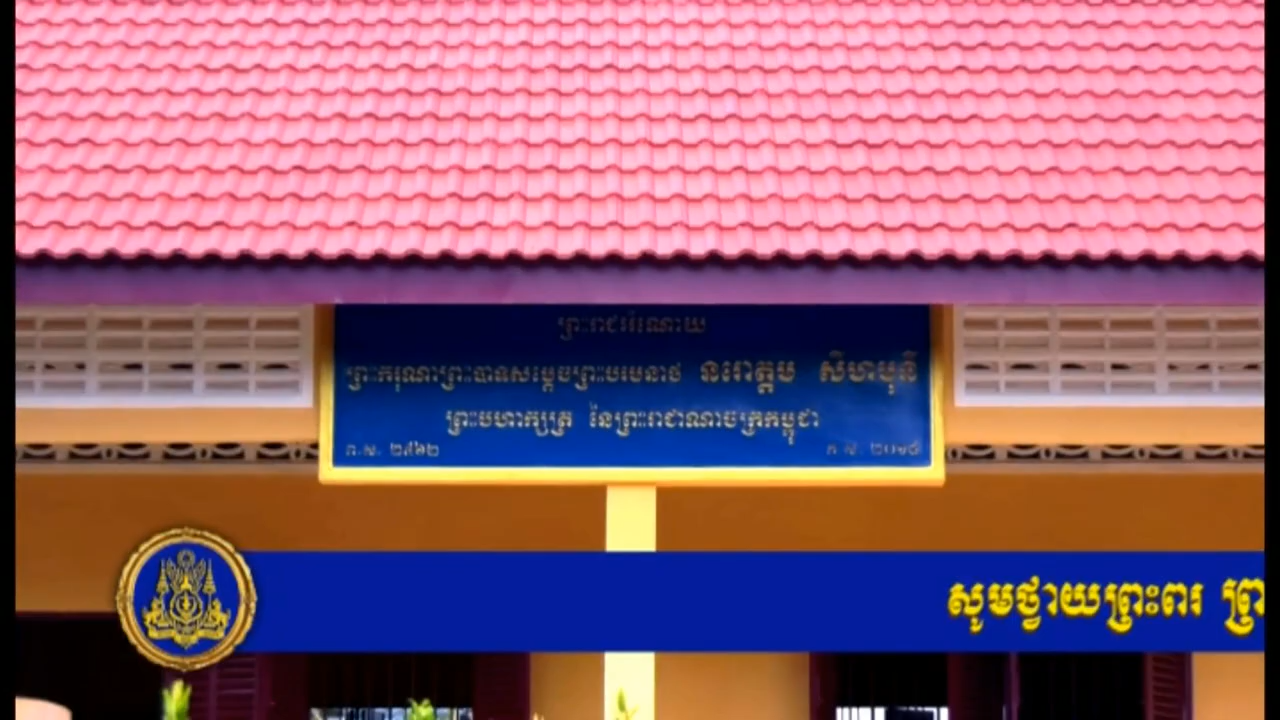 ព្រះរាជអំណោយ
ព្រះករុណាព្រះបាទសម្តេចព្រះបរមនាថ នរោត្តម សីហមុនី
ព្រះមហាក្សត្រ នៃព្រះរាជាណាចក្រកម្ពុជា
ព.ស. ២៥៦២
គ.ស. ២០១៨
សូមថ្វាយព្រះពរ ព្រ